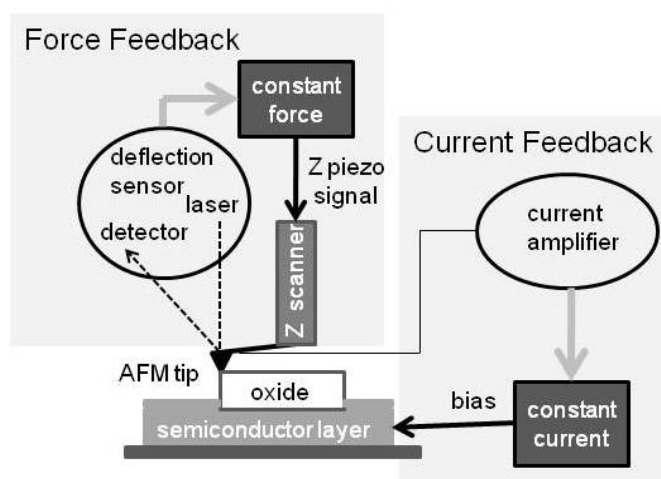 Force Feedback
constant
force
deflection
sensor
laser
detector
Z piezo
signal
Z scanner
Current Feedback
current
amplifier
AFM tip
oxide
semiconductor layer
bias
constant
current